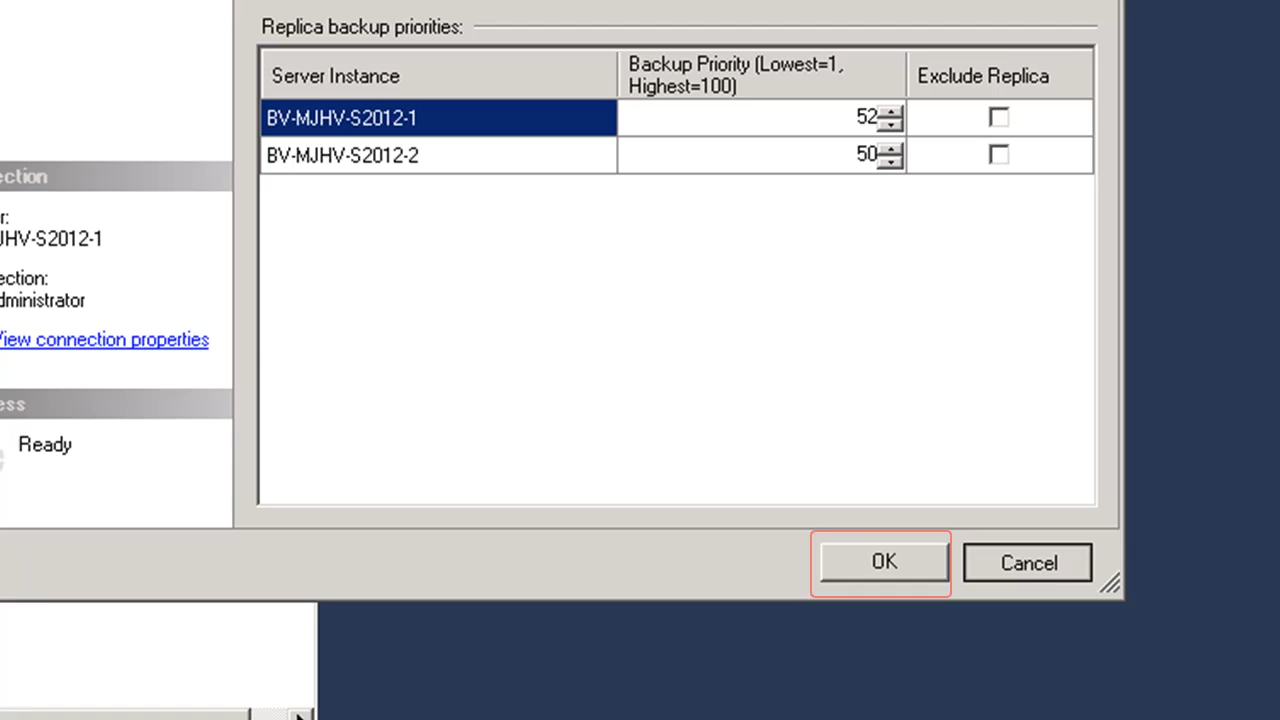 Replica backup priorities:
Server Instance
Backup Priority (Lowest=1,
Highest=100)
Exclude Replica
BV-MJHV-S2012-1
52
BV-MJHV-S2012-2
50
ection
r:
JHV-S2012-1
ection:
dministrator
View connection properties
ess
Ready
OK
Cancel